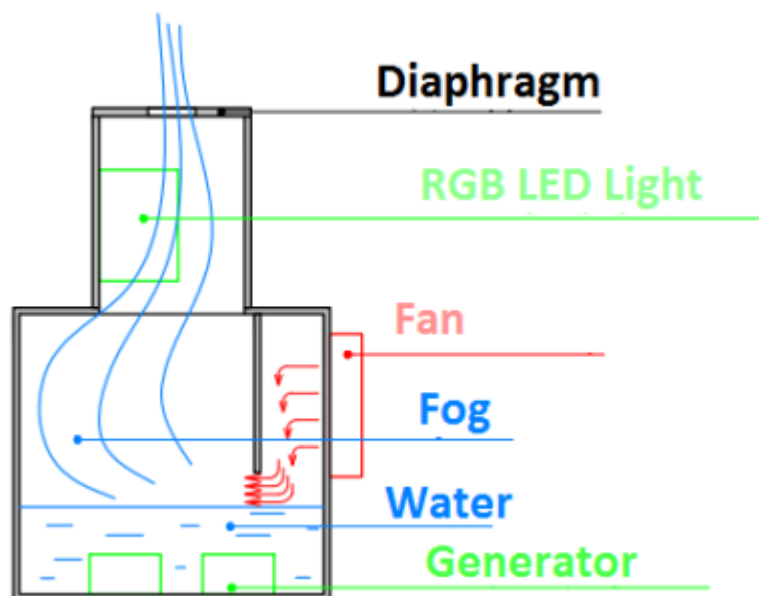 Diaphragm
RGB LED Light
Fan
Fog
Water
Generator